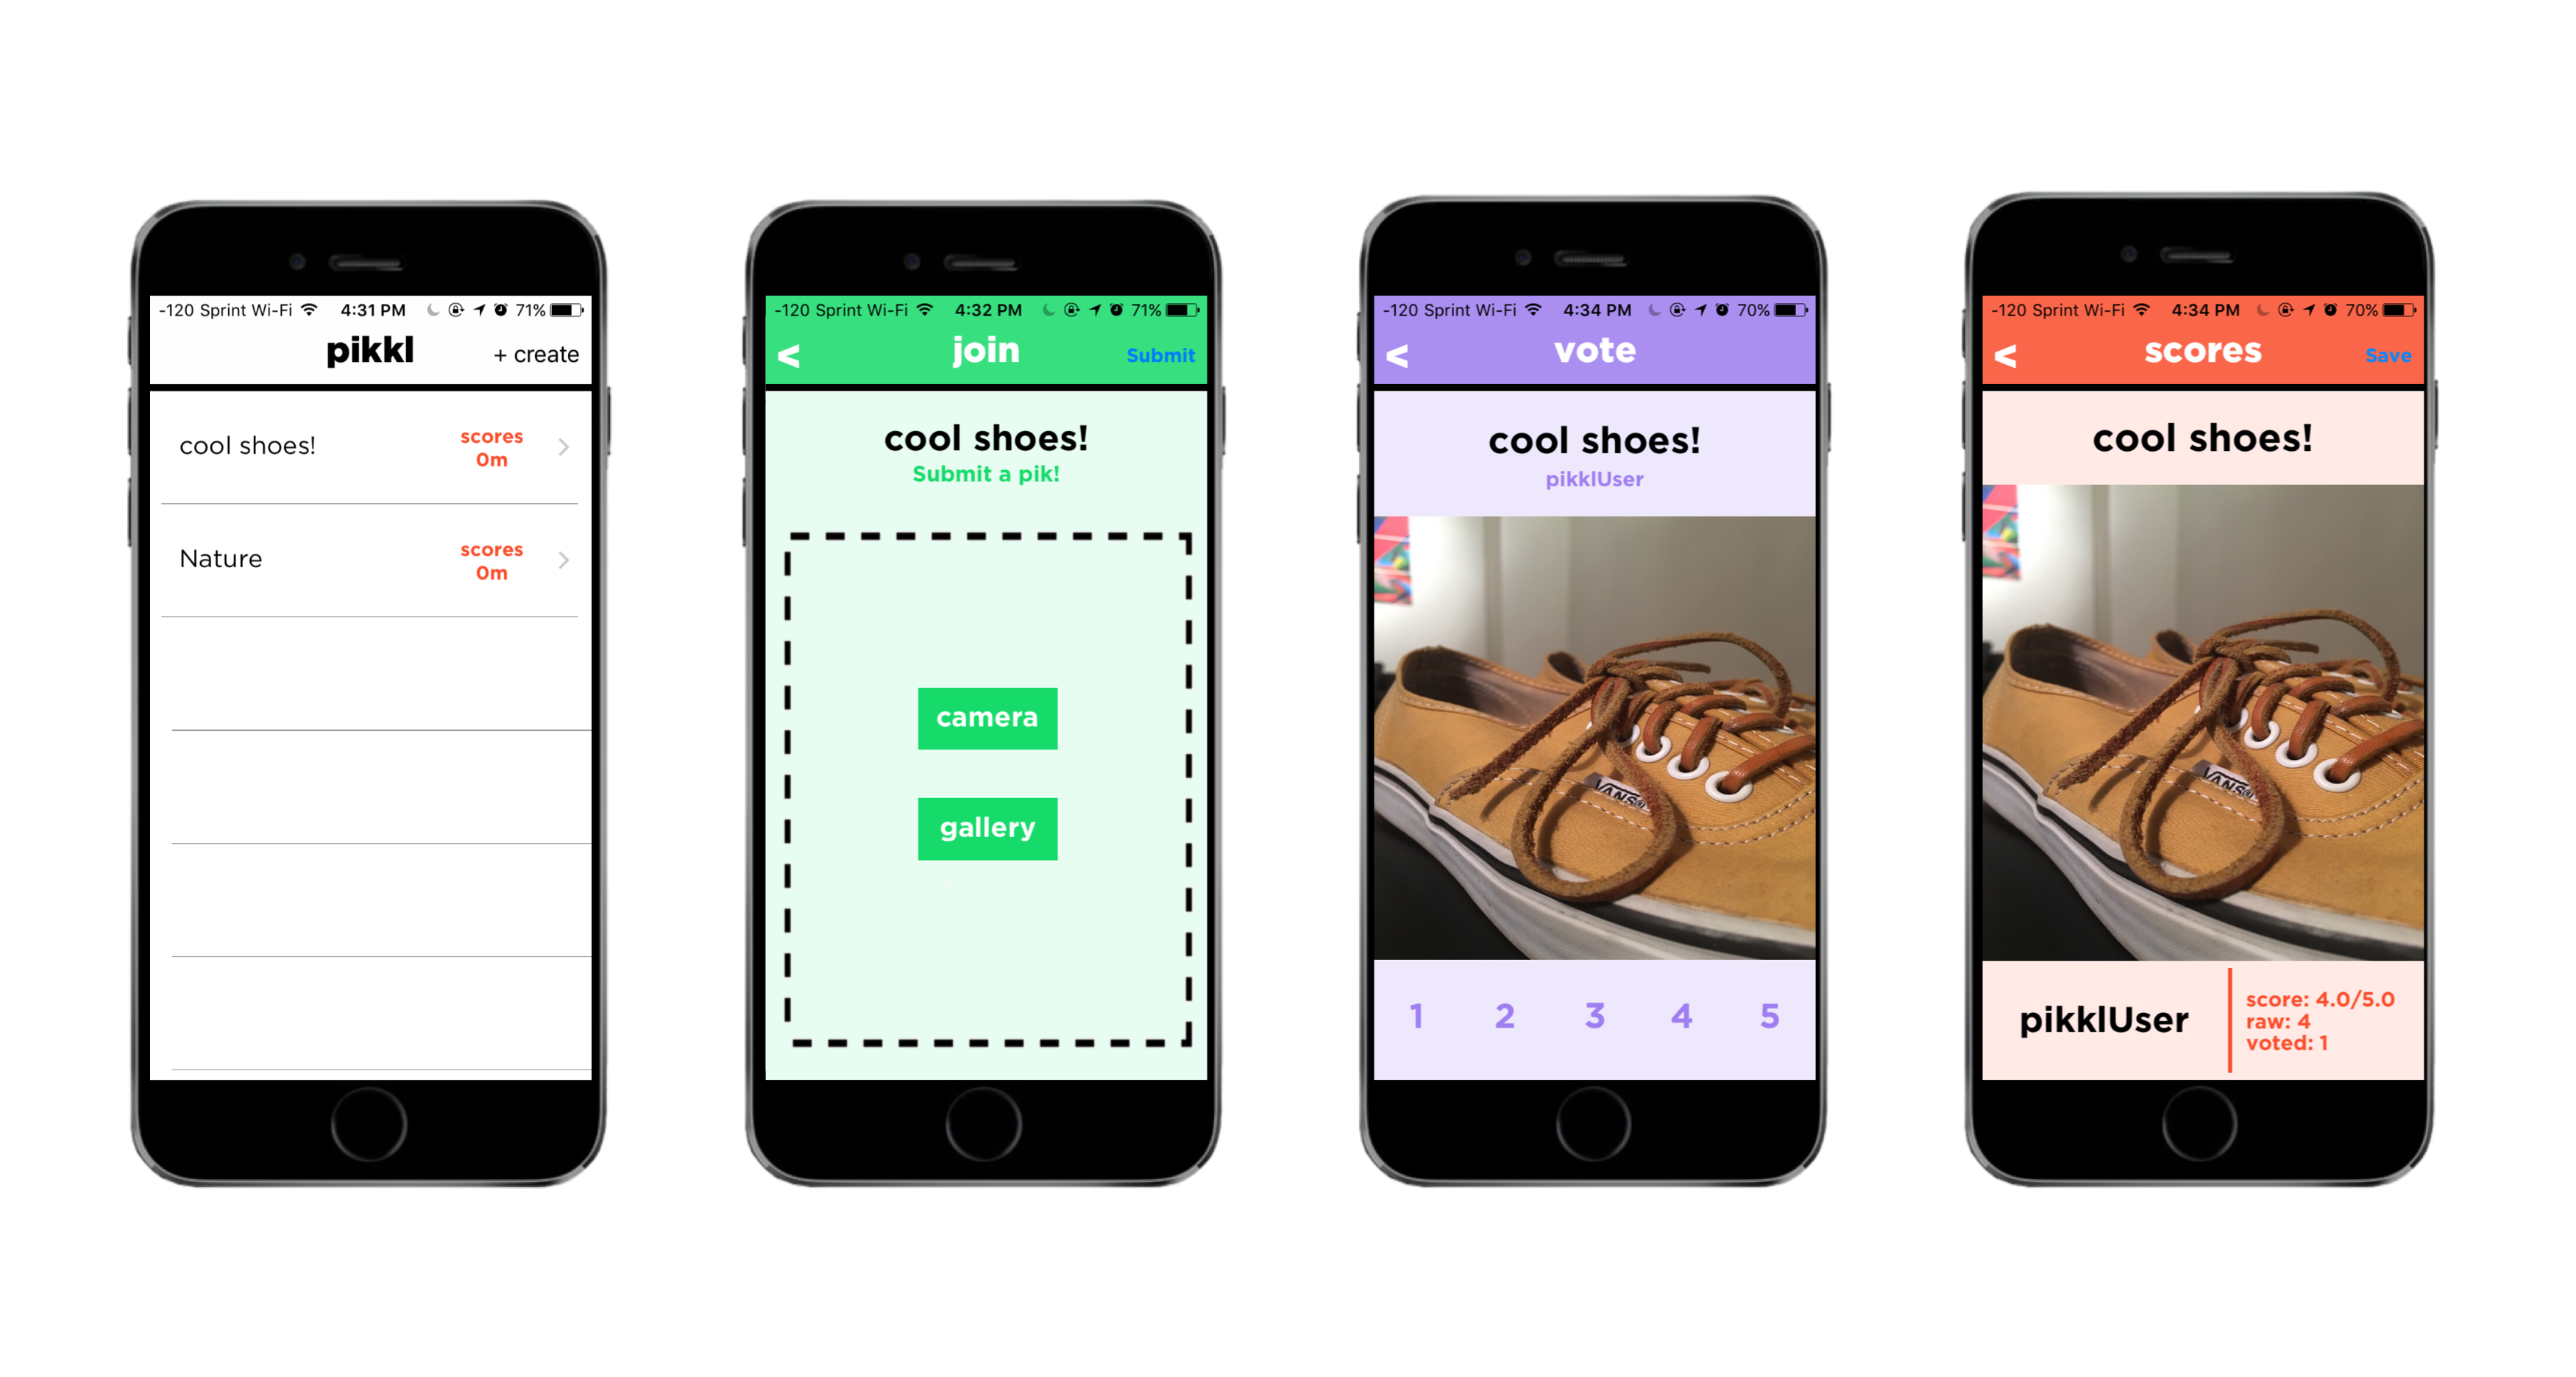 -120 Sprint Wi-Fi 4:31 PM 71%
pikkl + create
cool shoes! scores 0m
Nature scores 0m
-120 Sprint Wi-Fi 4:32 PM 71%
< join Submit
cool shoes!
Submit a pik!
camera
gallery
-120 Sprint Wi-Fi 4:34 PM 70%
< vote
cool shoes!
pikklUser
VANS
1 2 3 4 5
-120 Sprint Wi-Fi 4:34 PM 70%
< scores Save
cool shoes!
VANS
pikklUser
score: 4.0/5.0
raw: 4
voted: 1